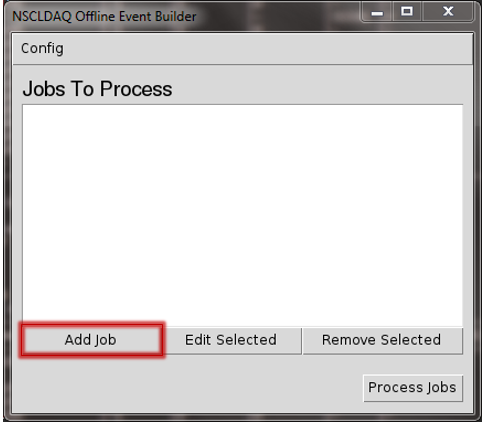 NSCLDAQ Offline Event Builder
Config
Jobs To Process
Add Job Edit Selected Remove Selected
Process Jobs